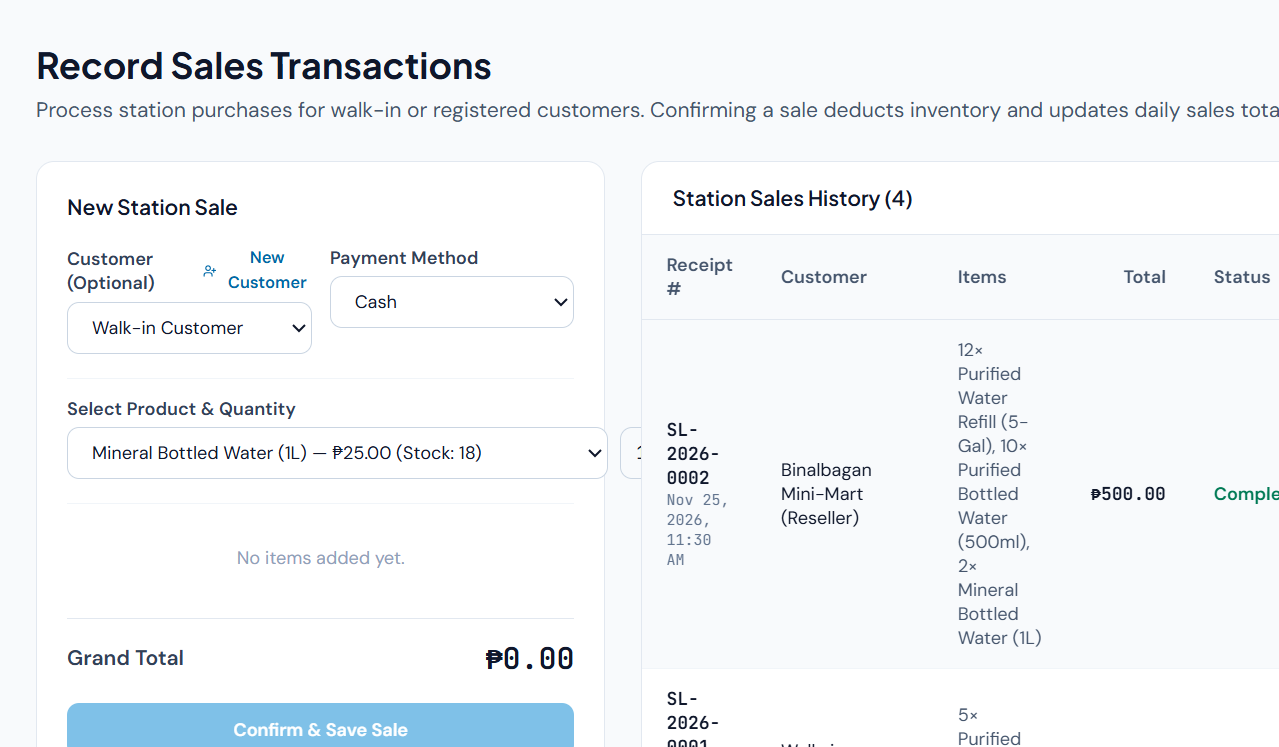 Record Sales Transactions
Process station purchases for walk-in or registered customers. Confirming a sale deducts inventory and updates daily sales tota
New Station Sale
Customer
(Optional)
New
Customer
Walk-in Customer
Payment Method
Cash
Select Product & Quantity
Mineral Bottled Water (1L) — ₱25.00 (Stock: 18)
No items added yet.
Grand Total
₱0.00
Confirm & Save Sale
Station Sales History (4)
Receipt
#
Customer
Items
Total
Status
SL-
2026-
0002
Nov 25,
2026,
11:30
AM
Binalbagan
Mini-Mart
(Reseller)
12×
Purified
Water
Refill (5-
Gal), 10×
Purified
Bottled
Water
(500ml),
2×
Mineral
Bottled
Water (1L)
₱500.00
Comple
SL-
2026-
0001
5×
Purified